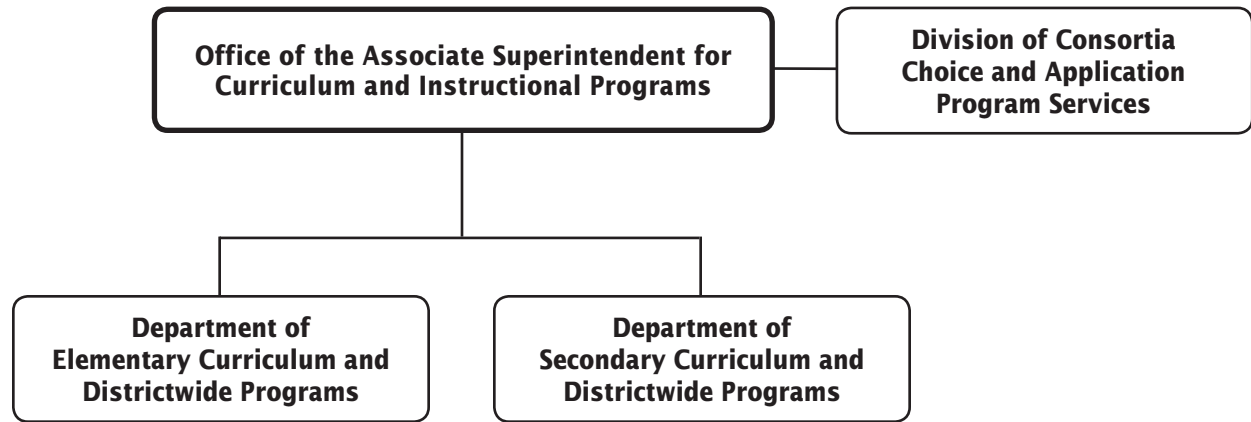 Office of the Associate Superintendent for
Curriculum and Instructional Programs
Division of Consortia
Choice and Application
Program Services
Department of
Elementary Curriculum and
Districtwide Programs
Department of
Secondary Curriculum and
Districtwide Programs